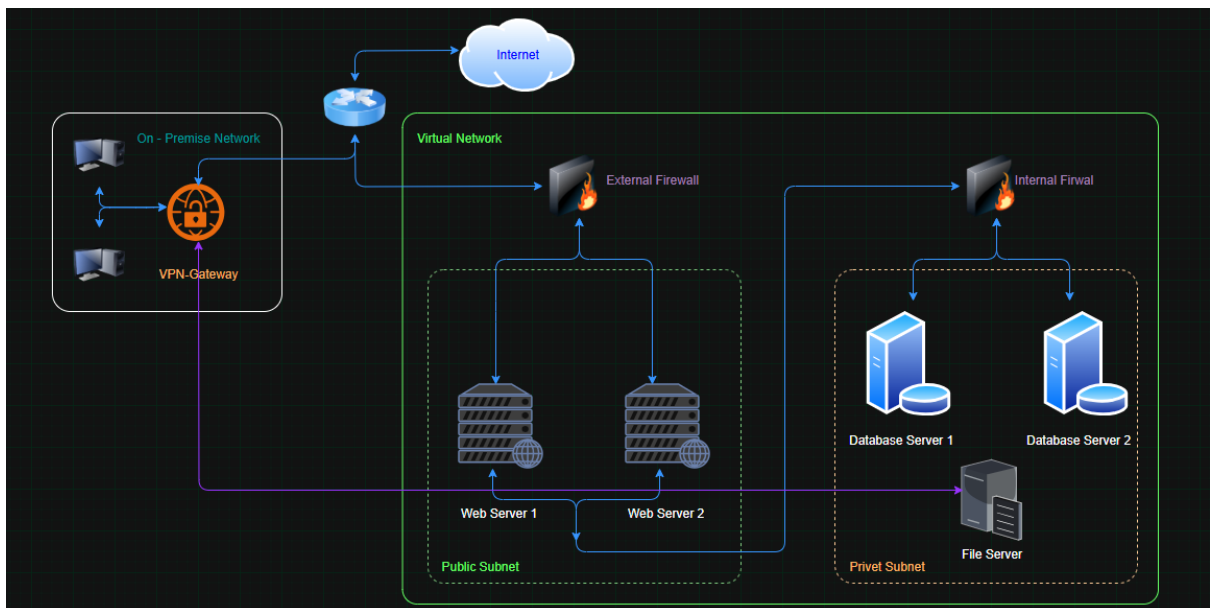 Internet
On - Premise Network
Virtual Network
External Firewall
Internal Firwal
VPN-Gateway
Database Server 1
Database Server 2
Web Server 1
Web Server 2
File Server
Public Subnet
Privet Subnet